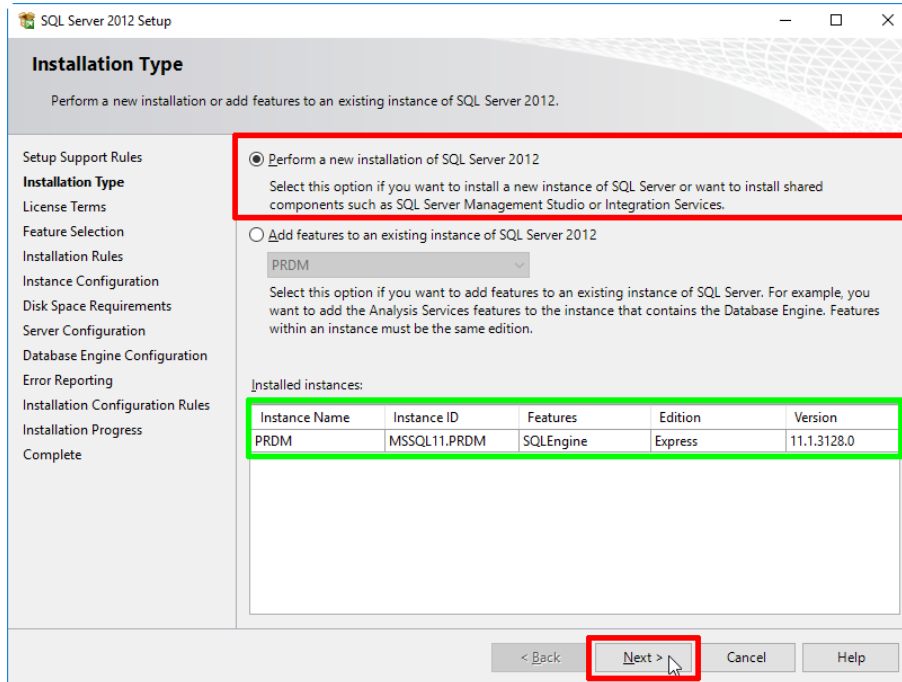 SQL Server 2012 Setup
Installation Type
Perform a new installation or add features to an existing instance of SQL Server 2012.
Setup Support Rules
Installation Type
License Terms
Feature Selection
Installation Rules
Instance Configuration
Disk Space Requirements
Server Configuration
Database Engine Configuration
Error Reporting
Installation Configuration Rules
Installation Progress
Complete
Perform a new installation of SQL Server 2012
Select this option if you want to install a new instance of SQL Server or want to install shared
components such as SQL Server Management Studio or Integration Services.
Add features to an existing instance of SQL Server 2012
PRDM
Select this option if you want to add features to an existing instance of SQL Server. For example, you
want to add the Analysis Services features to the instance that contains the Database Engine. Features
within an instance must be the same edition.
Installed instances:
Instance Name Instance ID Features Edition Version
PRDM MSSQL11.PRDM SQLEngine Express 11.1.3128.0
< Back Next > Cancel Help